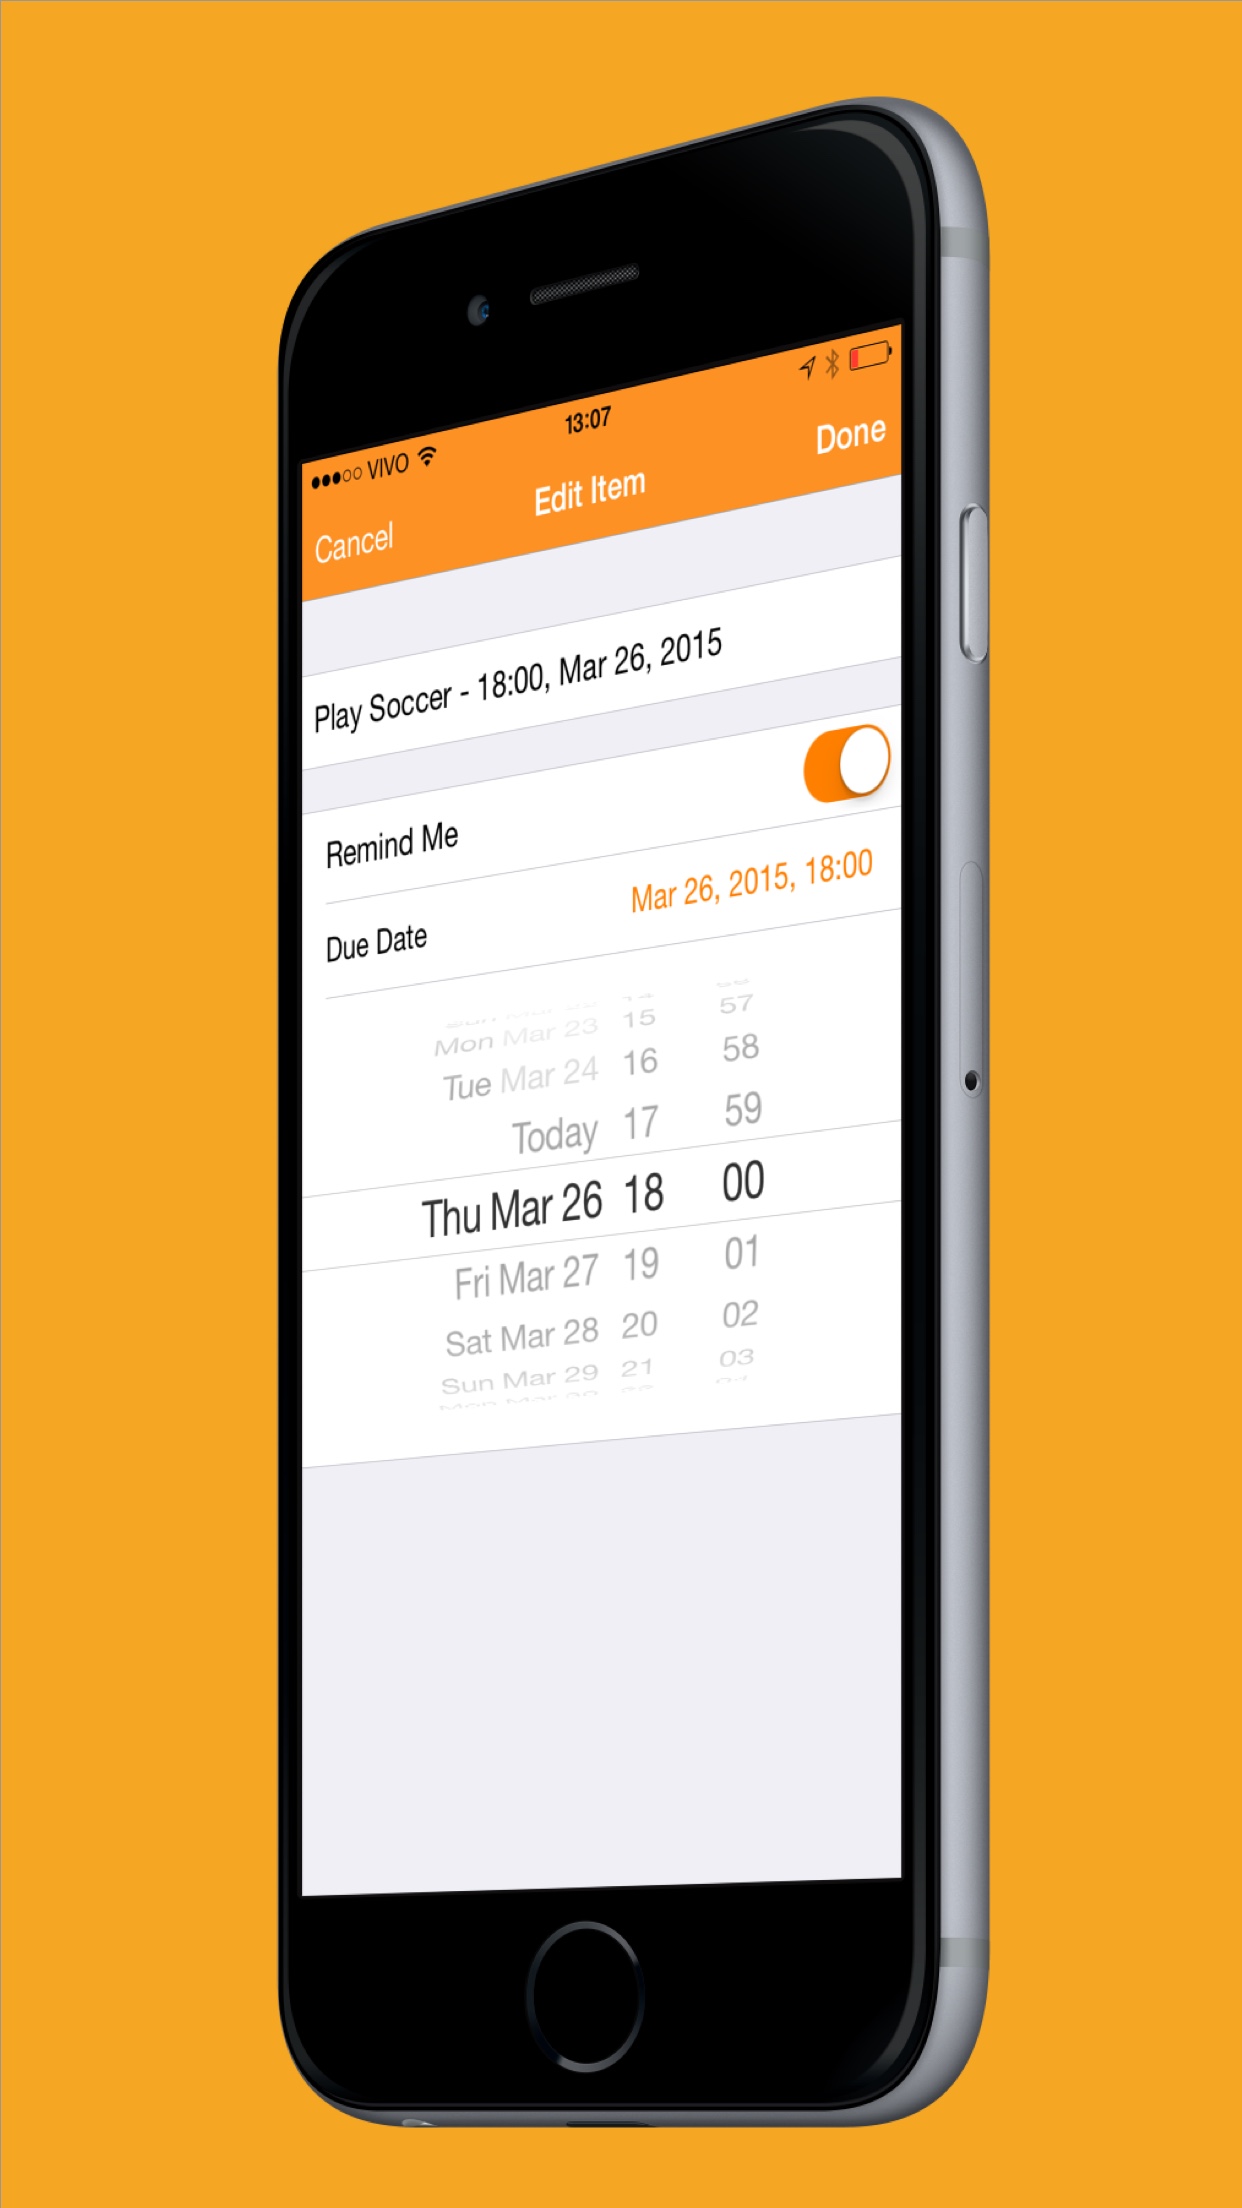 VIVO 13:07
Cancel Edit Item Done
Play Soccer - 18:00, Mar 26, 2015
Remind Me
Due Date Mar 26, 2015, 18:00
Mon Mar 23 15 57
Tue Mar 24 16 58
Today 17 59
Thu Mar 26 18 00
Fri Mar 27 19 01
Sat Mar 28 20 02
Sun Mar 29 21 03